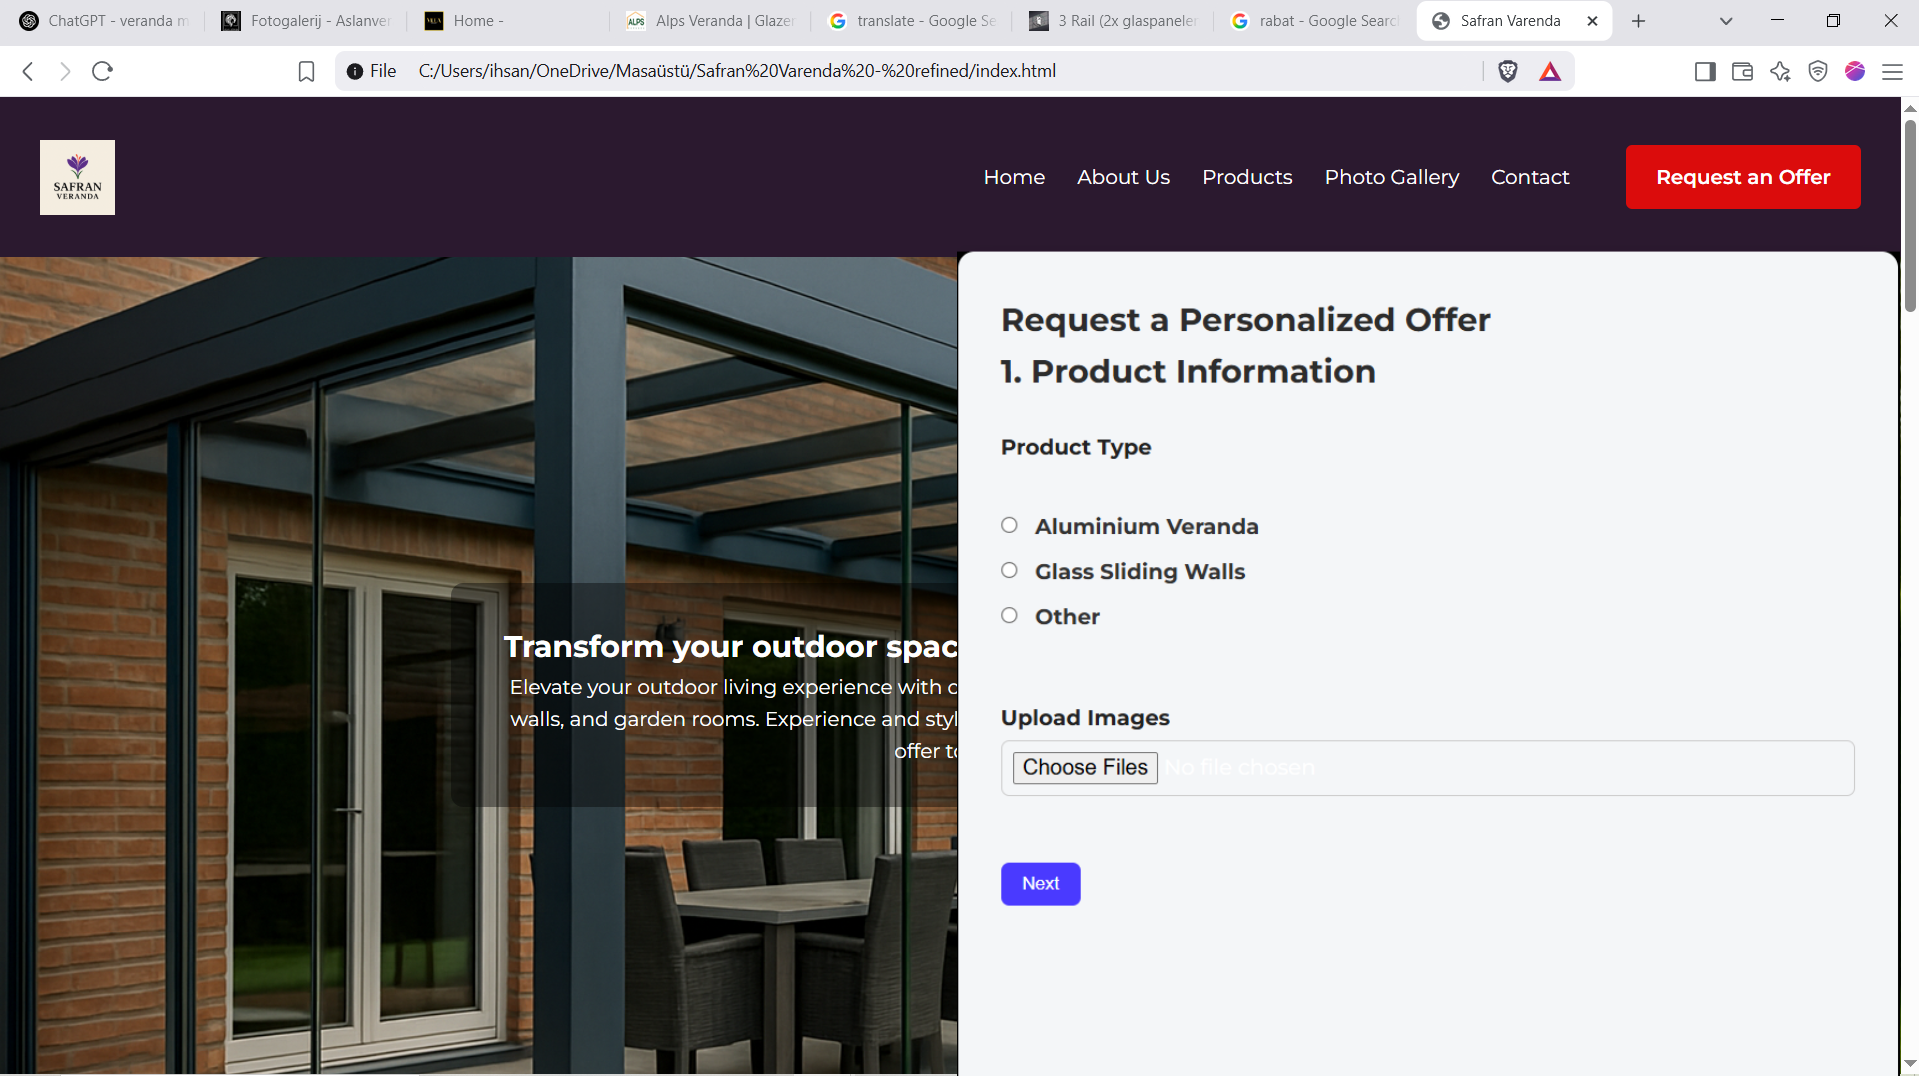 ChatGPT - veranda m
Fotogalerij - Aslanver
Home -
Alps Veranda | Glazen
translate - Google Se
3 Rail (2x glaspanelen
rabat - Google Search
Safran Varenda
File
C:/Users/ihsan/OneDrive/Masaüstü/Safran%20Varenda%20-%20refined/index.html
SAFRAN
VERANDA
Home
About Us
Products
Photo Gallery
Contact
Request an Offer
Transform your outdoor spac
Elevate your outdoor living experience with c
walls, and garden rooms. Experience and styl
offer to
Request a Personalized Offer
1. Product Information
Product Type
Aluminium Veranda
Glass Sliding Walls
Other
Upload Images
Choose Files No file chosen
Next